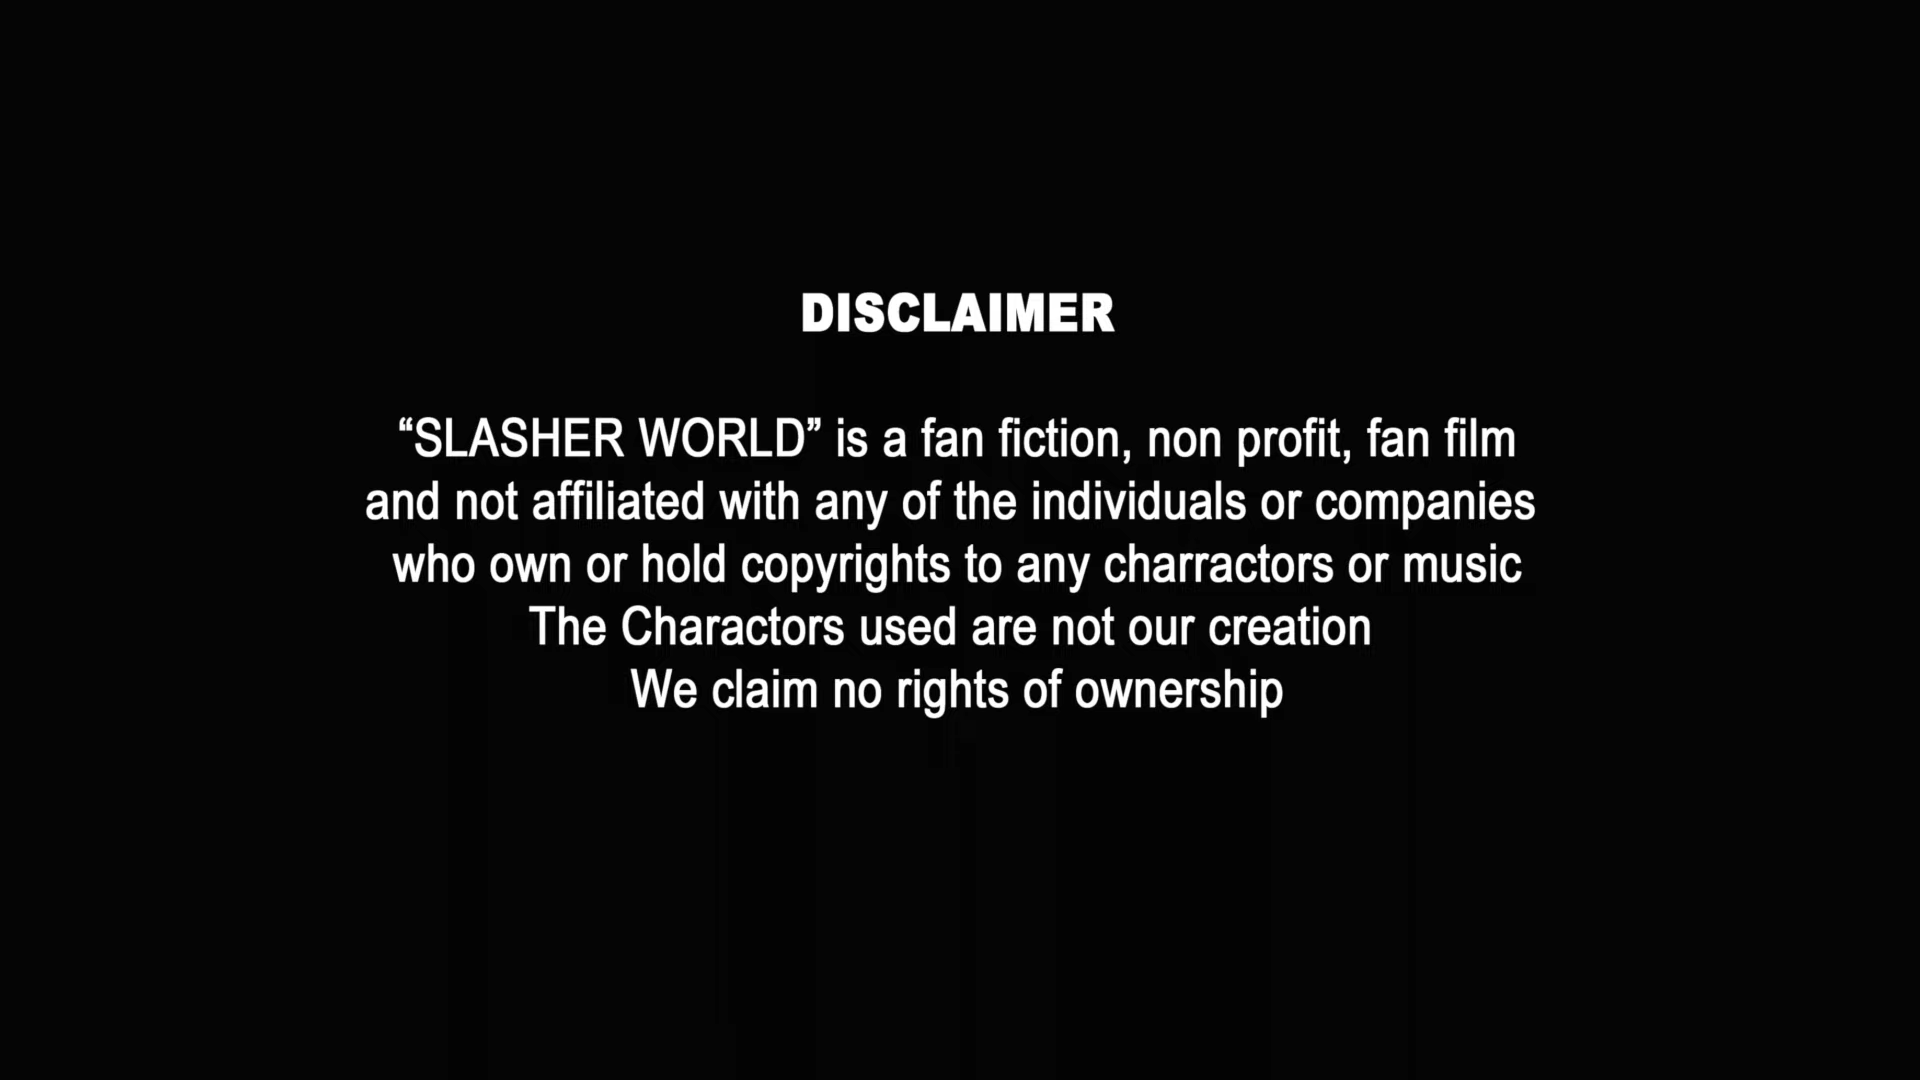 DISCLAIMER
“SLASHER WORLD” is a fan fiction, non profit, fan film
and not affiliated with any of the individuals or companies
who own or hold copyrights to any charractors or music
The Charactors used are not our creation
We claim no rights of ownership